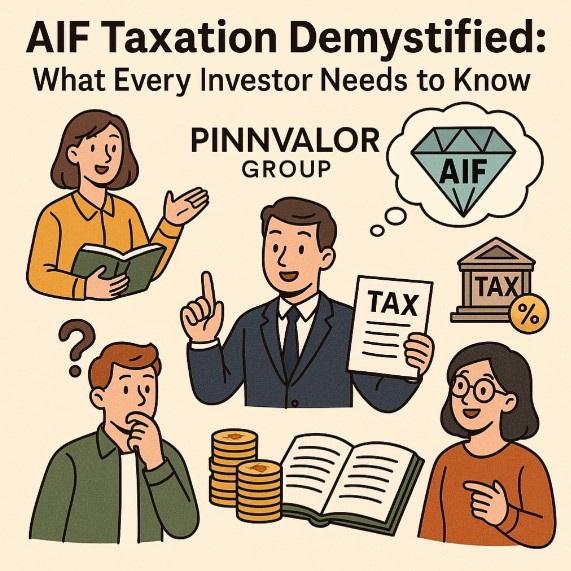 AIF Taxation Demystified:
What Every Investor Needs to Know
PINNVALOR
GROUP
AIF
TAX
TAX
%
?